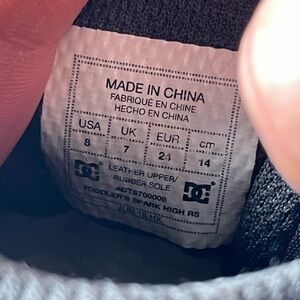 MADE IN CHINA
FABRIQUÉ EN CHINE
HECHO EN CHINA
USA UK EUR cm
8 7 24 14
LEATHER UPPER/
RUBBER SOLE
ADTS700006
TODDLER'S SPARK HIGH RS